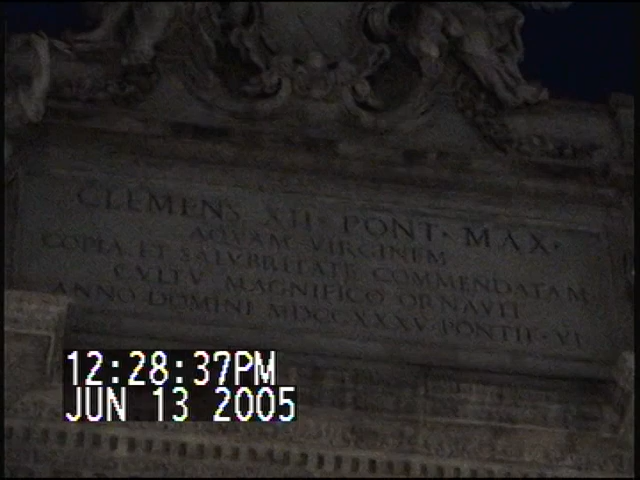 CLEMENS XII · PONT · MAX ·
AQVAM VIRGINEM
COPIA ET SALVBRITATE COMMENDATAM
CVLTV MAGNIFICO ORNAVIT
ANNO DOMINI MDCCXXXV · PONTIF · VI
12:28:37PM
JUN 13 2005